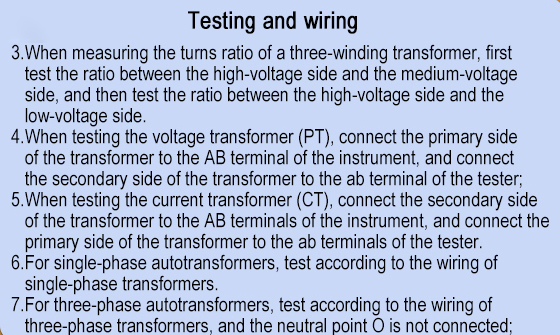 Testing and wiring
3.When measuring the turns ratio of a three-winding transformer, first
test the ratio between the high-voltage side and the medium-voltage
side, and then test the ratio between the high-voltage side and the
low-voltage side.
4.When testing the voltage transformer (PT), connect the primary side
of the transformer to the AB terminal of the instrument, and connect
the secondary side of the transformer to the ab terminal of the tester;
5.When testing the current transformer (CT), connect the secondary side
of the transformer to the AB terminals of the instrument, and connect the
primary side of the transformer to the ab terminals of the tester.
6.For single-phase autotransformers, test according to the wiring of
single-phase transformers.
7.For three-phase autotransformers, test according to the wiring of
three-phase transformers, and the neutral point O is not connected;